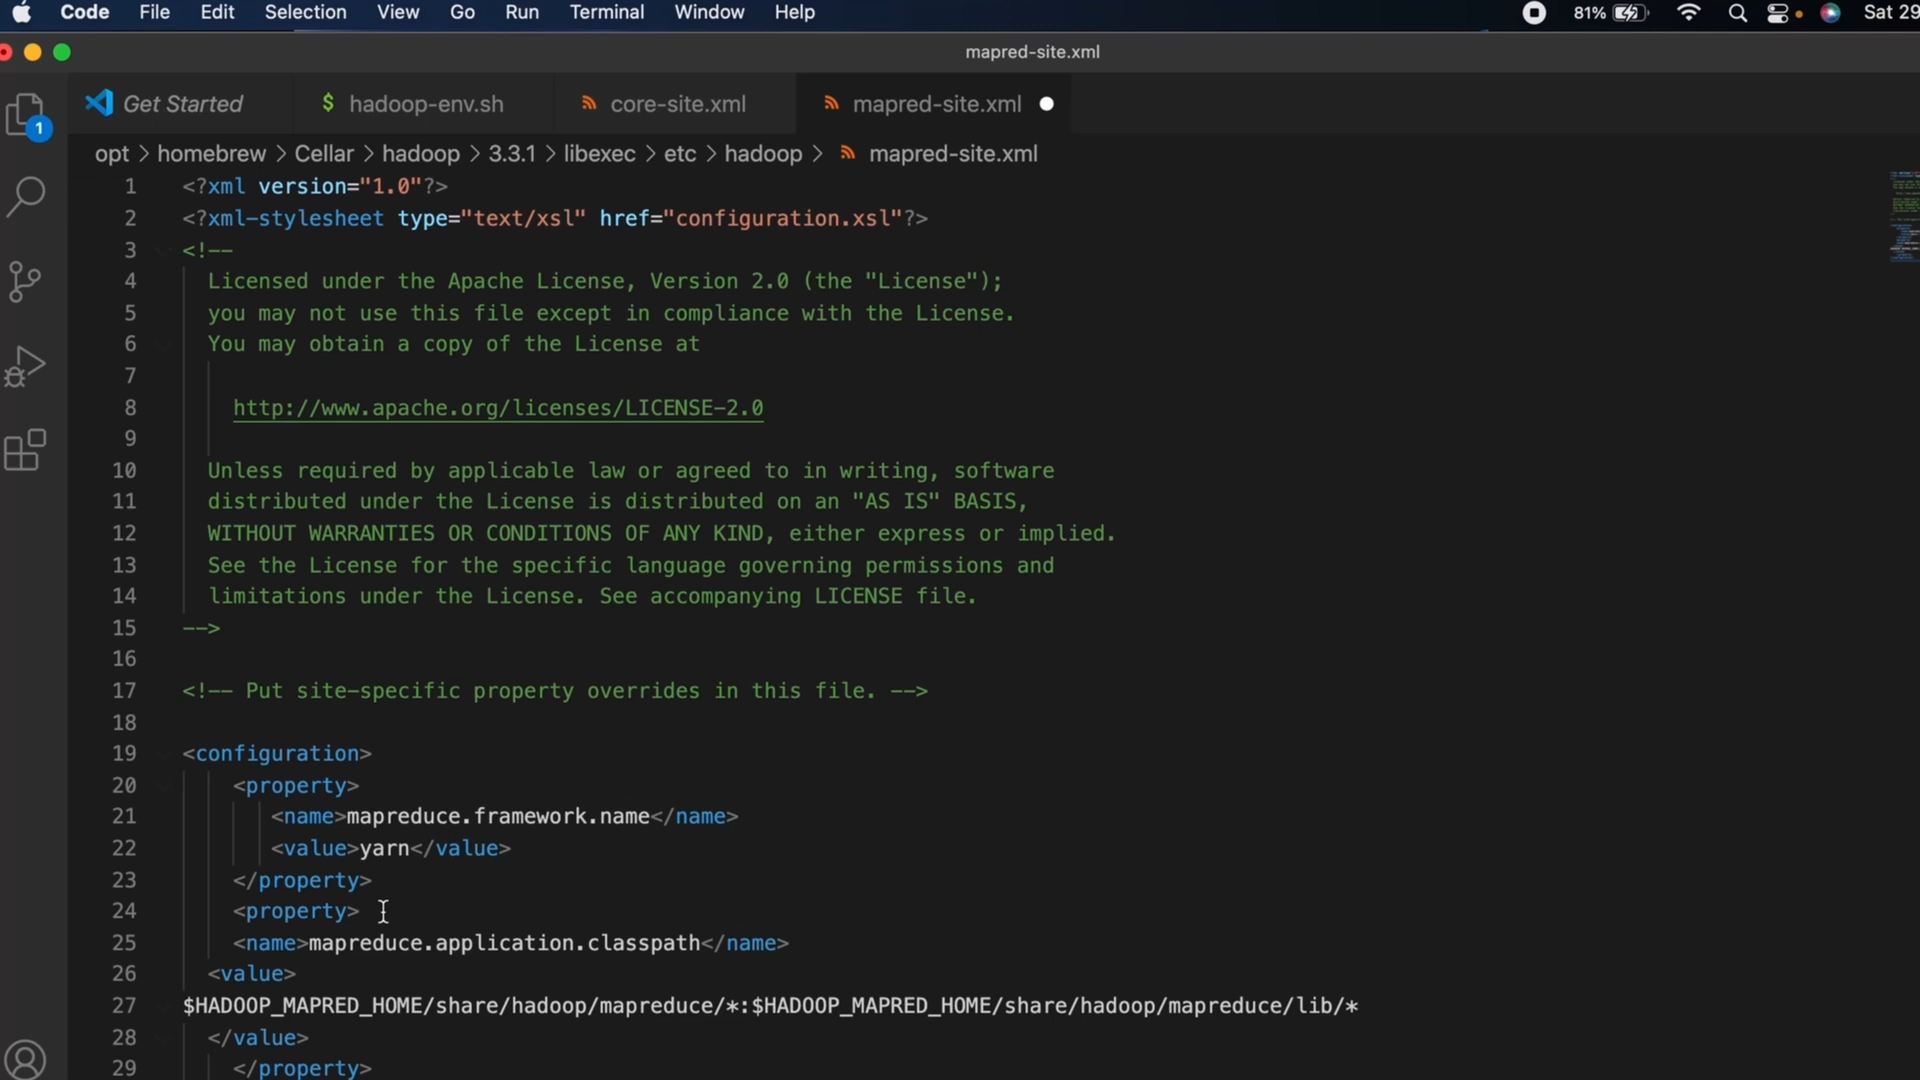 Code File Edit Selection View Go Run Terminal Window Help 81% Sat 29
mapred-site.xml
Get Started $ hadoop-env.sh core-site.xml mapred-site.xml
1
opt > homebrew > Cellar > hadoop > 3.3.1 > libexec > etc > hadoop > mapred-site.xml
1 <?xml version="1.0"?>
2 <?xml-stylesheet type="text/xsl" href="configuration.xsl"?>
3 <!--
4 Licensed under the Apache License, Version 2.0 (the "License");
5 you may not use this file except in compliance with the License.
6 You may obtain a copy of the License at
7
8 http://www.apache.org/licenses/LICENSE-2.0
9
10 Unless required by applicable law or agreed to in writing, software
11 distributed under the License is distributed on an "AS IS" BASIS,
12 WITHOUT WARRANTIES OR CONDITIONS OF ANY KIND, either express or implied.
13 See the License for the specific language governing permissions and
14 limitations under the License. See accompanying LICENSE file.
15 -->
16
17 <!-- Put site-specific property overrides in this file. -->
18
19 <configuration>
20 <property>
21 <name>mapreduce.framework.name</name>
22 <value>yarn</value>
23 </property>
24 <property>
25 <name>mapreduce.application.classpath</name>
26 <value>
27 $HADOOP_MAPRED_HOME/share/hadoop/mapreduce/*:$HADOOP_MAPRED_HOME/share/hadoop/mapreduce/lib/*
28 </value>
29 </property>